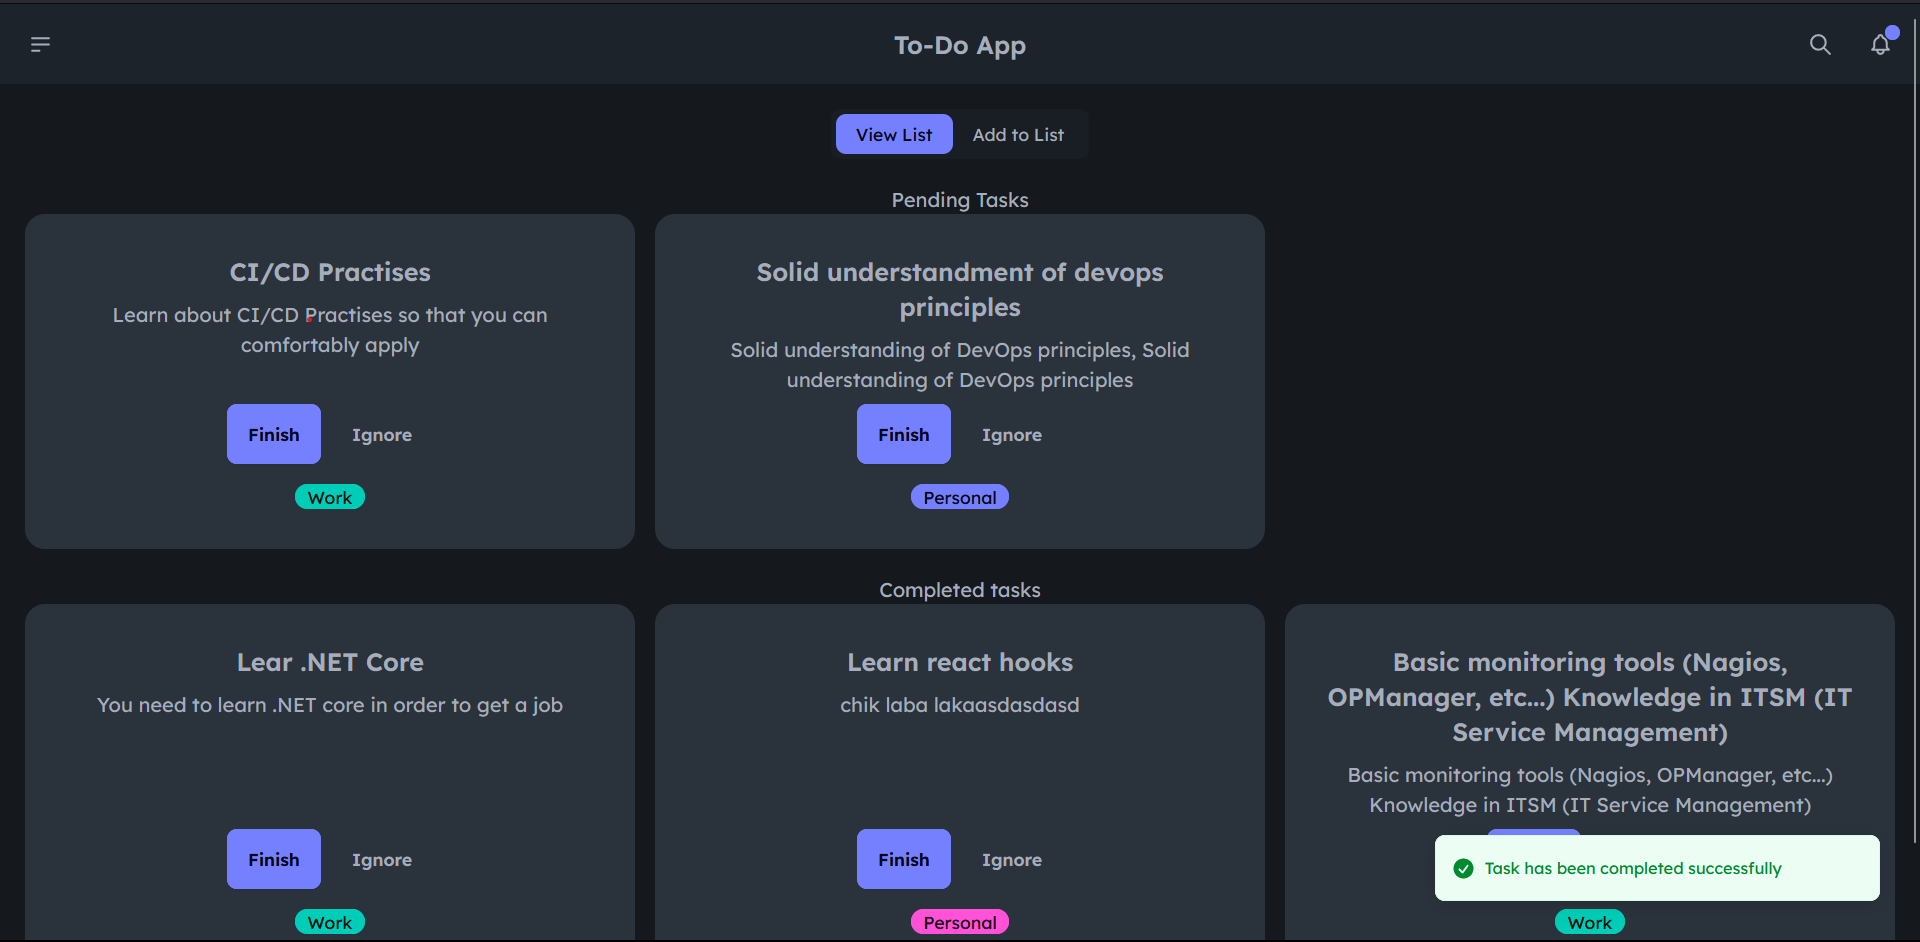 To-Do App
View List
Add to List
Pending Tasks
CI/CD Practises
Learn about CI/CD Practises so that you can
comfortably apply
Finish
Ignore
Work
Solid understandment of devops
principles
Solid understanding of DevOps principles, Solid
understanding of DevOps principles
Finish
Ignore
Personal
Completed tasks
Lear .NET Core
You need to learn .NET core in order to get a job
Finish
Ignore
Work
Learn react hooks
chik laba lakaasdasdasd
Finish
Ignore
Personal
Basic monitoring tools (Nagios,
OPManager, etc...) Knowledge in ITSM (IT
Service Management)
Basic monitoring tools (Nagios, OPManager, etc...)
Knowledge in ITSM (IT Service Management)
Task has been completed successfully
Work